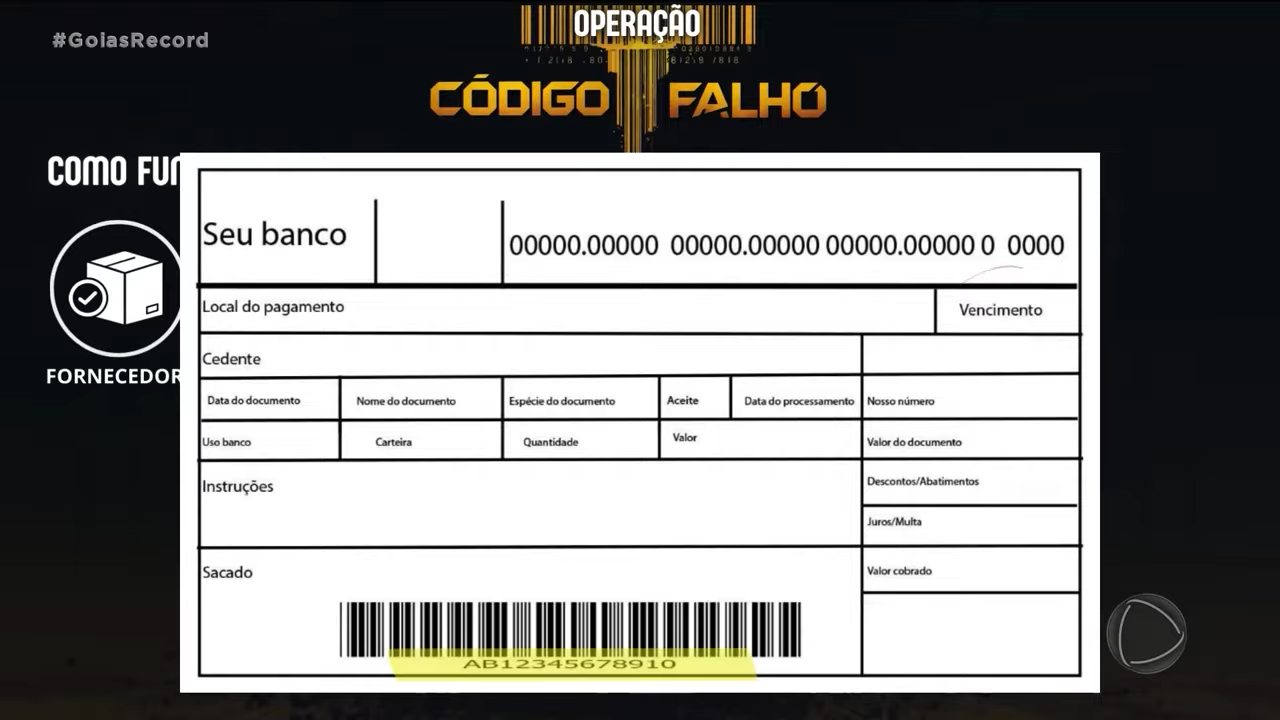 #GoiasRecord
OPERAÇÃO
CÓDIGO FALHO
COMO FUN
FORNECEDOR
Seu banco
00000.00000 00000.00000 00000.00000 0 0000
Local do pagamento
Vencimento
Cedente
Data do documento
Nome do documento
Espécie do documento
Aceite
Data do processamento
Nosso número
Uso banco
Carteira
Quantidade
Valor
Valor do documento
Instruções
Descontos/Abatimentos
Juros/Multa
Sacado
Valor cobrado
AB12345678910